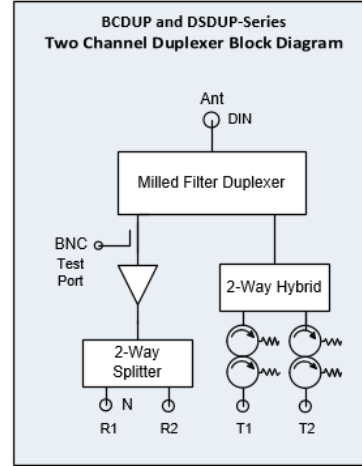 BCDUP and DSDUP-Series
Two Channel Duplexer Block Diagram
Ant
DIN
Milled Filter Duplexer
BNC
Test
Port
2-Way Hybrid
2-Way
Splitter
N
R1 R2 T1 T2